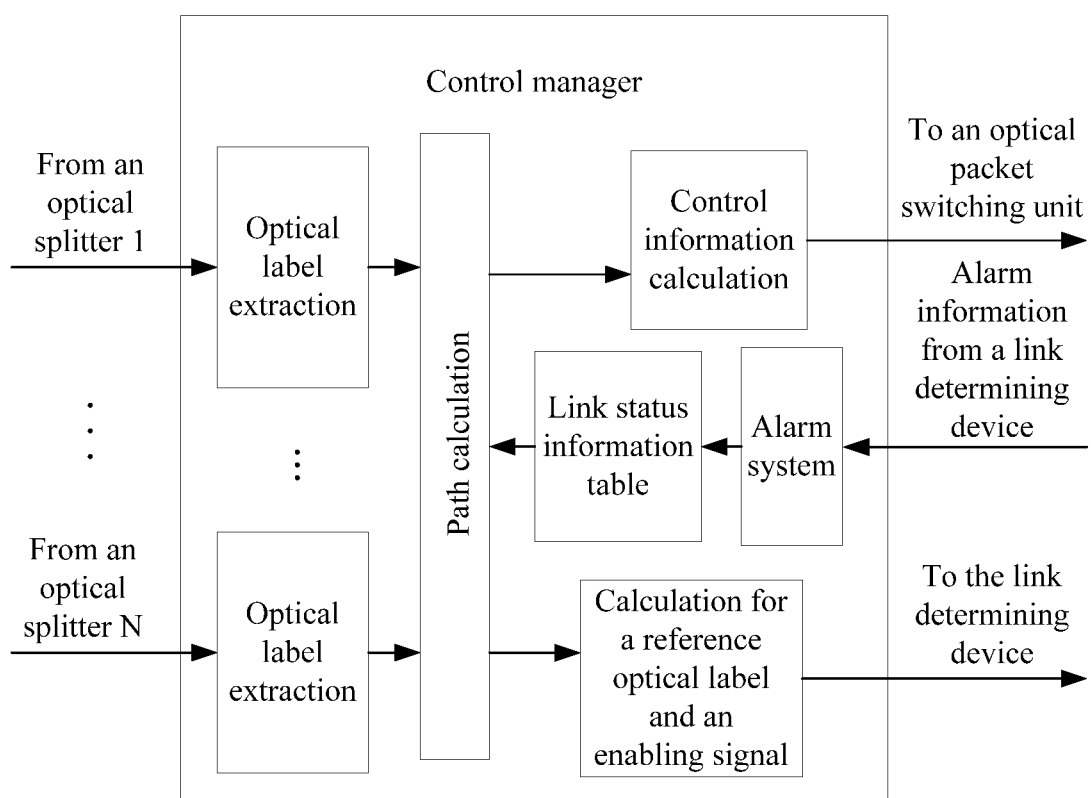 Control manager
From an
optical
splitter 1
Optical
label
extraction
Path calculation
Control
information
calculation
To an optical
packet
switching unit
Link status
information
table
Alarm
system
Alarm
information
from a link
determining
device
From an
optical
splitter N
Optical
label
extraction
Calculation for
a reference
optical label
and an
enabling signal
To the link
determining
device